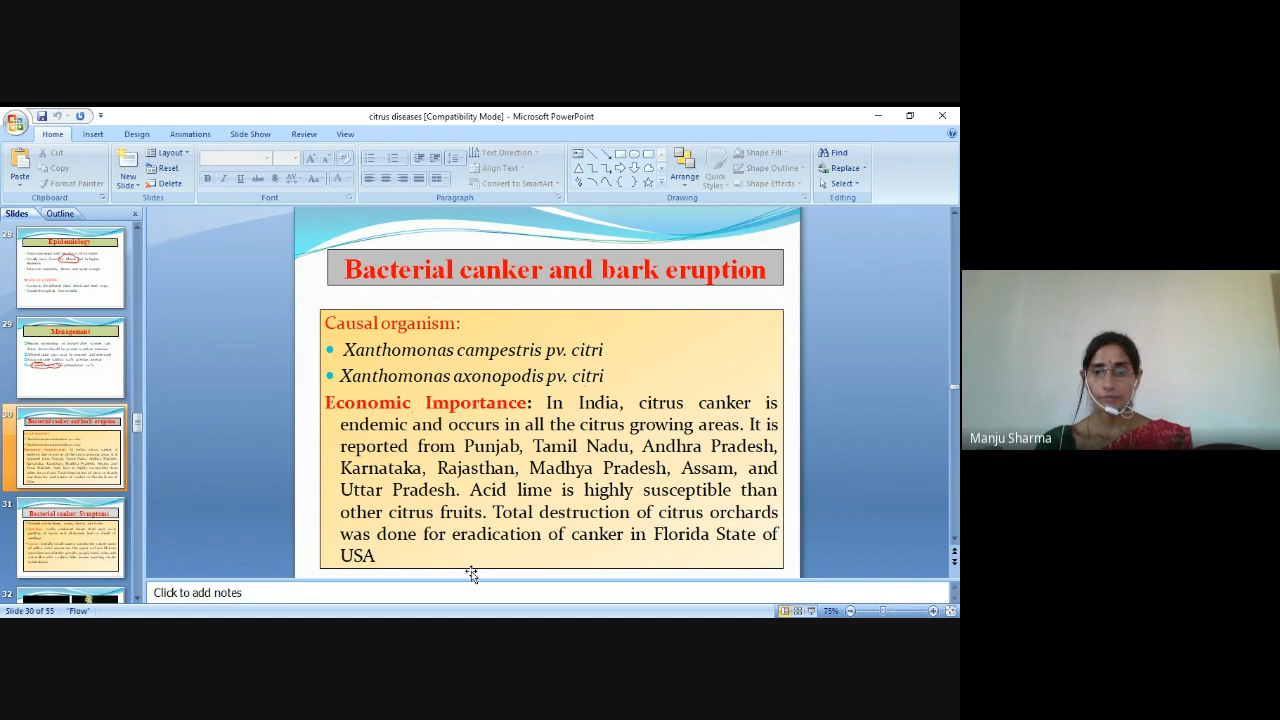 citrus diseases [Compatibility Mode] - Microsoft PowerPoint
Home Insert Design Animations Slide Show Review View
Paste
Cut
Copy
Format Painter
Clipboard
New Slide
Layout
Reset
Delete
Slides
Font
Text Direction
Align Text
Convert to SmartArt
Paragraph
Arrange
Quick Styles
Shape Fill
Shape Outline
Shape Effects
Drawing
Find
Replace
Select
Editing
Slides Outline
28
Epidemiology
29
Management
30
Bacterial canker and bark eruption
31
Bacterial canker, Symptoms
32
Bacterial canker and bark eruption
Causal organism:
Xanthomonas campestris pv. citri
Xanthomonas axonopodis pv. citri
Economic Importance: In India, citrus canker is
endemic and occurs in all the citrus growing areas. It is
reported from Punjab, Tamil Nadu, Andhra Pradesh,
Karnataka, Rajasthan, Madhya Pradesh, Assam, and
Uttar Pradesh. Acid lime is highly susceptible than
other citrus fruits. Total destruction of citrus orchards
was done for eradication of canker in Florida State of
USA
Click to add notes
Slide 30 of 55 "Flow" 75%
Manju Sharma